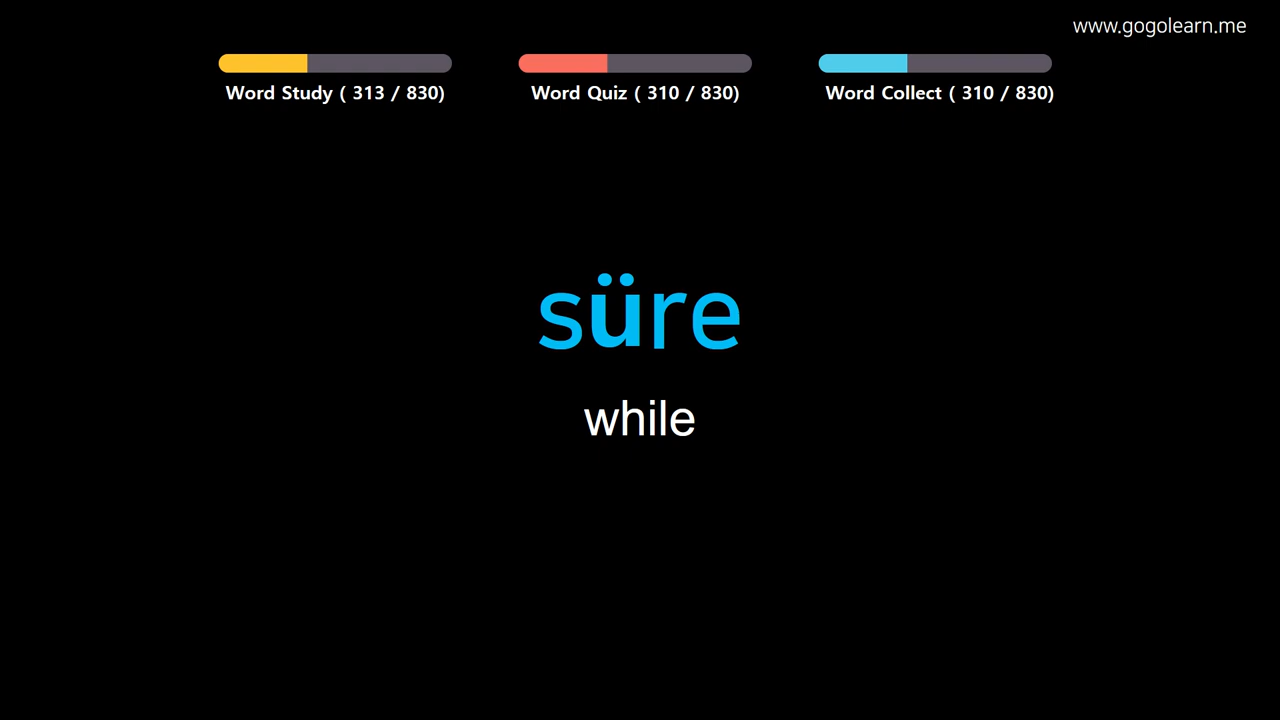 www.gogolearn.me
Word Study ( 313 / 830)
Word Quiz ( 310 / 830)
Word Collect ( 310 / 830)
süre
while